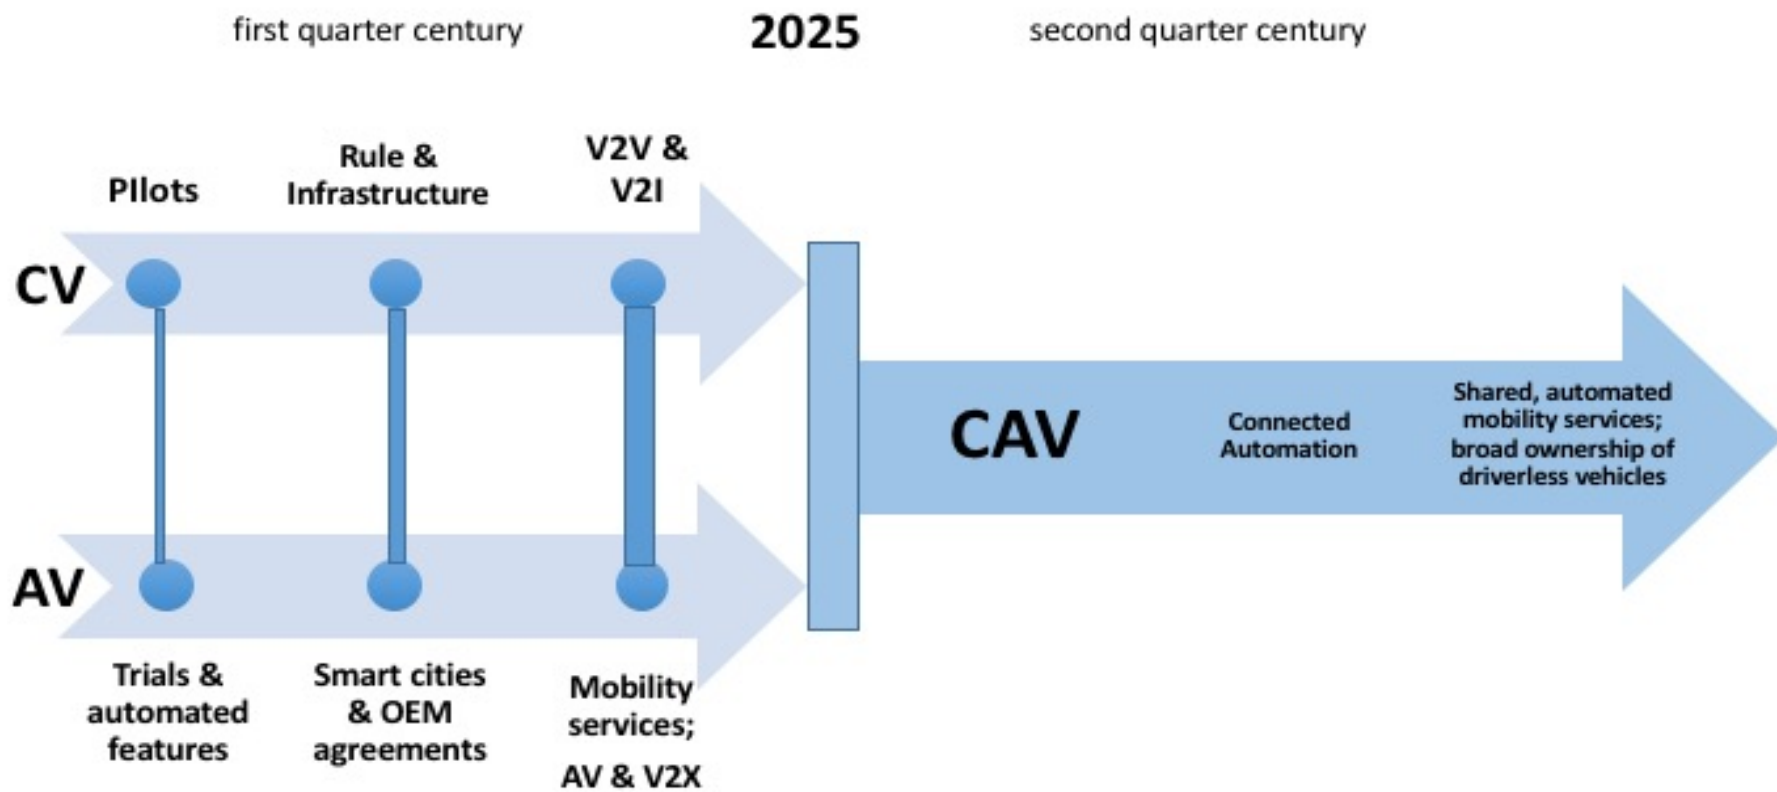 first quarter century
2025
second quarter century
PIlots
Rule &
Infrastructure
V2V &
V2I
CV
CAV
Connected
Automation
Shared, automated
mobility services;
broad ownership of
driverless vehicles
AV
Trials &
automated
features
Smart cities
& OEM
agreements
Mobility
services;
AV & V2X